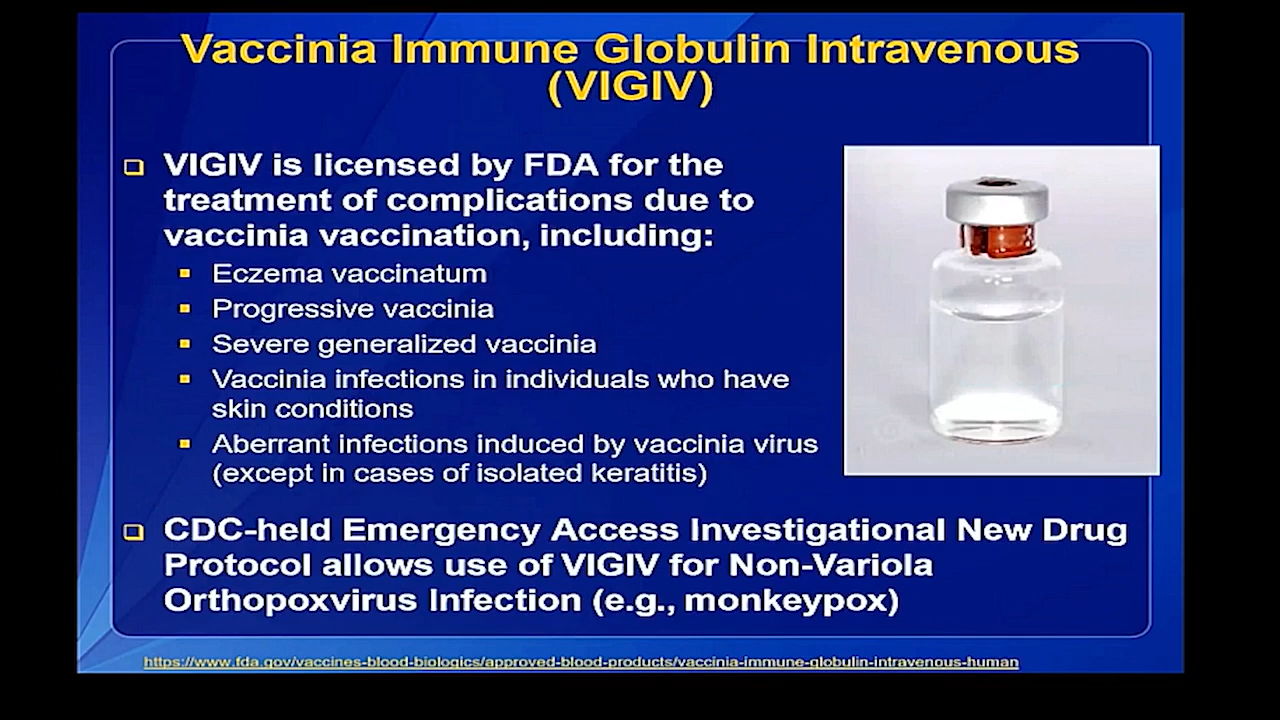 Vaccinia Immune Globulin Intravenous
(VIGIV)
VIGIV is licensed by FDA for the
treatment of complications due to
vaccinia vaccination, including:
Eczema vaccinatum
Progressive vaccinia
Severe generalized vaccinia
Vaccinia infections in individuals who have
skin conditions
Aberrant infections induced by vaccinia virus
(except in cases of isolated keratitis)
CDC-held Emergency Access Investigational New Drug
Protocol allows use of VIGIV for Non-Variola
Orthopoxvirus Infection (e.g., monkeypox)
https://www.fda.gov/vaccines-blood-biologics/approved-blood-products/vaccinia-immune-globulin-intravenous-human